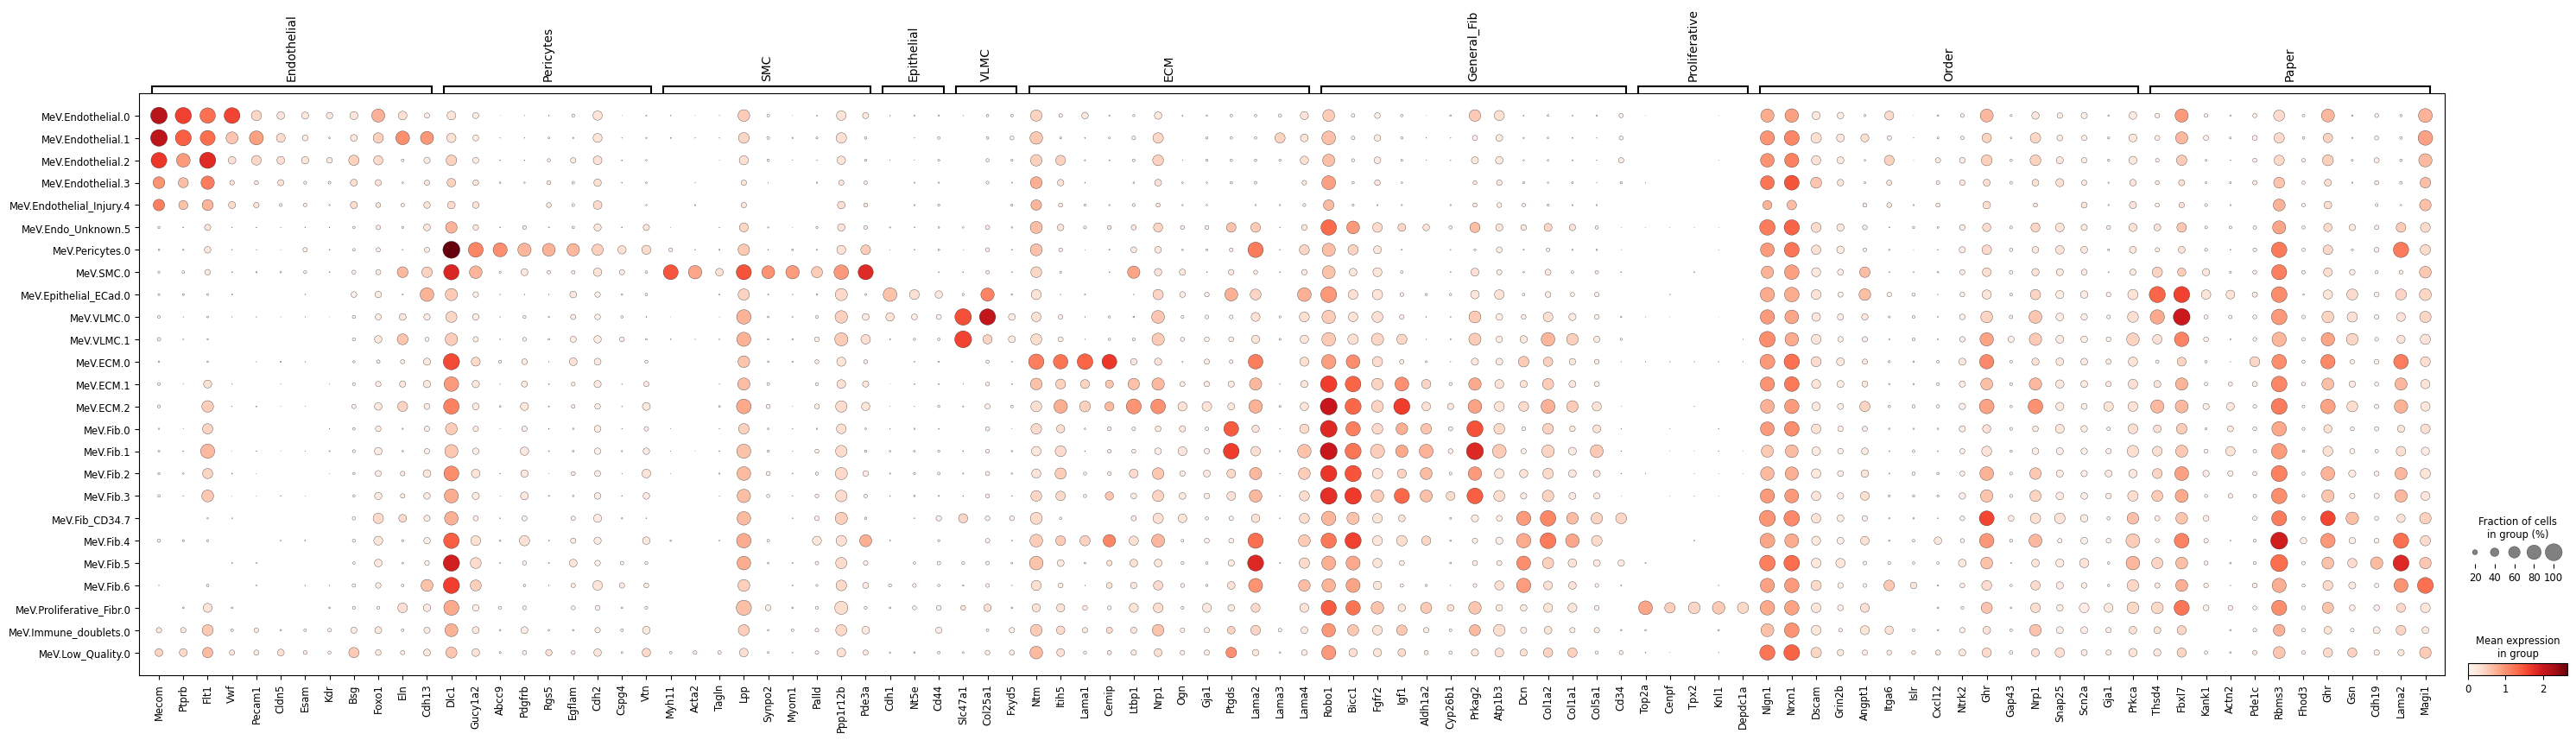 Endothelial
Pericytes
SMC
Epithelial
VLMC
ECM
General_Fib
Proliferative
Order
Paper
MeV.Endothelial.0
MeV.Endothelial.1
MeV.Endothelial.2
MeV.Endothelial.3
MeV.Endothelial_Injury.4
MeV.Endo_Unknown.5
MeV.Pericytes.0
MeV.SMC.0
MeV.Epithelial_ECad.0
MeV.VLMC.0
MeV.VLMC.1
MeV.ECM.0
MeV.ECM.1
MeV.ECM.2
MeV.Fib.0
MeV.Fib.1
MeV.Fib.2
MeV.Fib.3
MeV.Fib_CD34.7
MeV.Fib.4
MeV.Fib.5
MeV.Fib.6
MeV.Proliferative_Fibr.0
MeV.Immune_doublets.0
MeV.Low_Quality.0
Mecom
Ptprb
Flt1
Vwf
Pecam1
Cldn5
Esam
Kdr
Bsg
Foxo1
Eln
Cdh13
Dlc1
Gucy1a2
Abcc9
Pdgfrb
Rgs5
Egflam
Cdh2
Cspg4
Vtn
Myh11
Acta2
Tagln
Lpp
Synpo2
Myom1
Palld
Ppp1r12b
Pde3a
Cdh1
Nt5e
Cd44
Slc47a1
Col25a1
Fxyd5
Ntm
Itih5
Lama1
Cemip
Ltbp1
Nrp1
Ogn
Gja1
Ptgds
Lama2
Lama3
Lama4
Robo1
Bicc1
Fgfr2
Igf1
Aldh1a2
Cyp26b1
Prkag2
Atp1b3
Dcn
Col1a2
Col1a1
Col5a1
Cd34
Top2a
Cenpf
Tpx2
Knl1
Depdc1a
Nlgn1
Nrxn1
Dscam
Grin2b
Angpt1
Itga6
Islr
Cxcl12
Ntrk2
Ghr
Gap43
Nrp1
Snap25
Scn2a
Gja1
Prkca
Thsd4
Fbxl7
Kank1
Actn2
Pde1c
Rbms3
Fhod3
Ghr
Gsn
Cdh19
Lama2
Magi1
Fraction of cells
in group (%)
20 40 60 80 100
Mean expression
in group
0 1 2